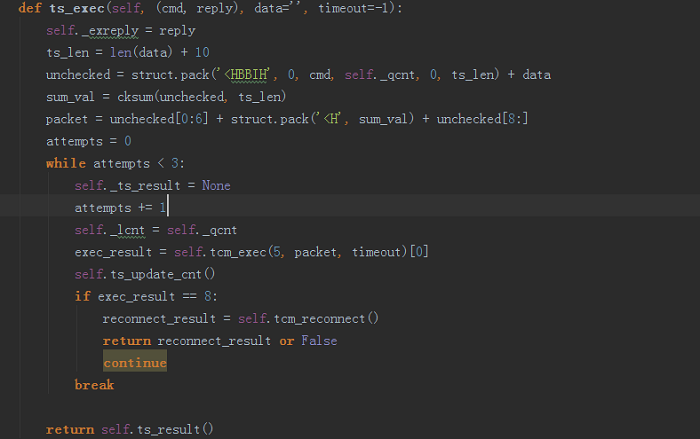 def ts_exec(self, (cmd, reply), data='', timeout=-1):
    self._exreply = reply
    ts_len = len(data) + 10
    unchecked = struct.pack('<HBBIH', 0, cmd, self._qcnt, 0, ts_len) + data
    sum_val = cksum(unchecked, ts_len)
    packet = unchecked[0:6] + struct.pack('<H', sum_val) + unchecked[8:]
    attempts = 0
    while attempts < 3:
        self._ts_result = None
        attempts += 1
        self._lcnt = self._qcnt
        exec_result = self.tcm_exec(5, packet, timeout)[0]
        self.ts_update_cnt()
        if exec_result == 8:
            reconnect_result = self.tcm_reconnect()
            return reconnect_result or False
            continue
        break
    return self.ts_result()